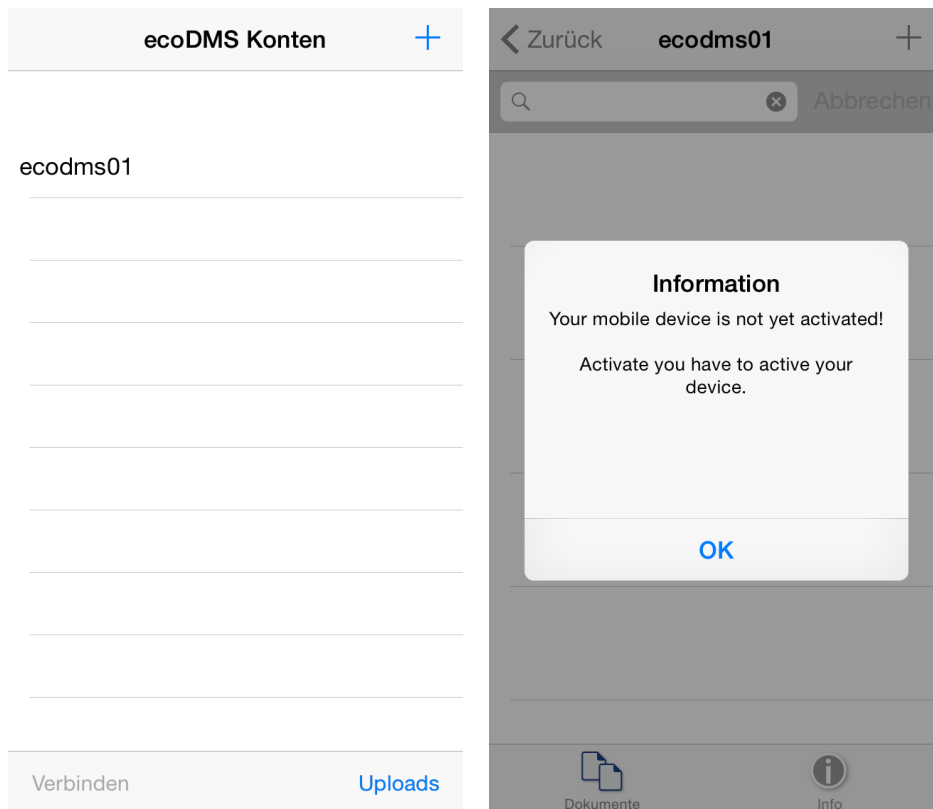 ecoDMS Konten
ecodms01
Verbinden
Uploads
Zurück
ecodms01
Abbrechen
Information
Your mobile device is not yet activated!
Activate you have to active your
device.
OK
Dokumente
Info